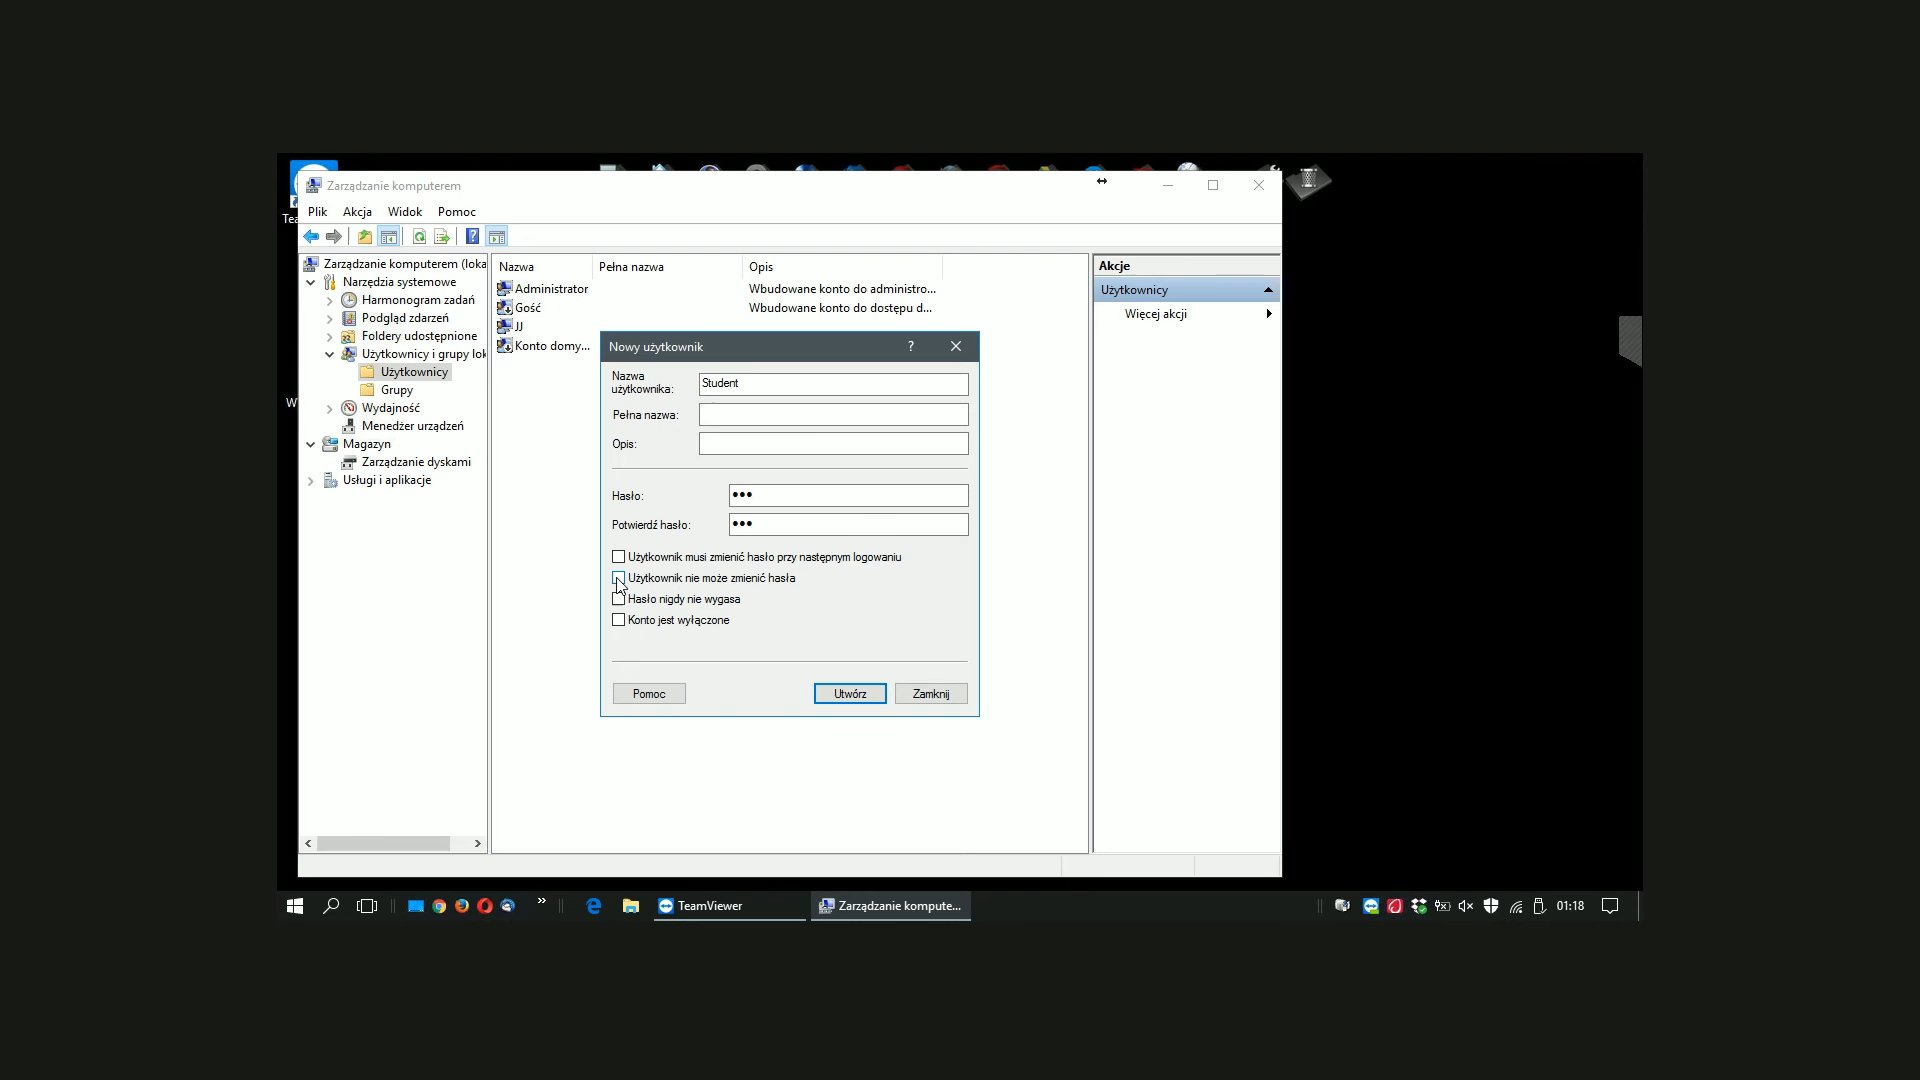 Tea
Zarządzanie komputerem
Plik Akcja Widok Pomoc
Zarządzanie komputerem (loka
Narzędzia systemowe
Harmonogram zadań
Podgląd zdarzeń
Foldery udostępnione
Użytkownicy i grupy lok
Użytkownicy
Grupy
Wydajność
Menedżer urządzeń
Magazyn
Zarządzanie dyskami
Usługi i aplikacje
W
Nazwa Pełna nazwa Opis
Administrator Wbudowane konto do administro...
Gość Wbudowane konto do dostępu d...
JJ
Konto domy...
Akcje
Użytkownicy
Więcej akcji
Nowy użytkownik ?
Nazwa
użytkownika:
Student
Pełna nazwa:
Opis:
Hasło: •••
Potwierdź hasło: •••
Użytkownik musi zmienić hasło przy następnym logowaniu
Użytkownik nie może zmienić hasła
Hasło nigdy nie wygasa
Konto jest wyłączone
Pomoc Utwórz Zamknij
TeamViewer Zarządzanie kompute... 01:18